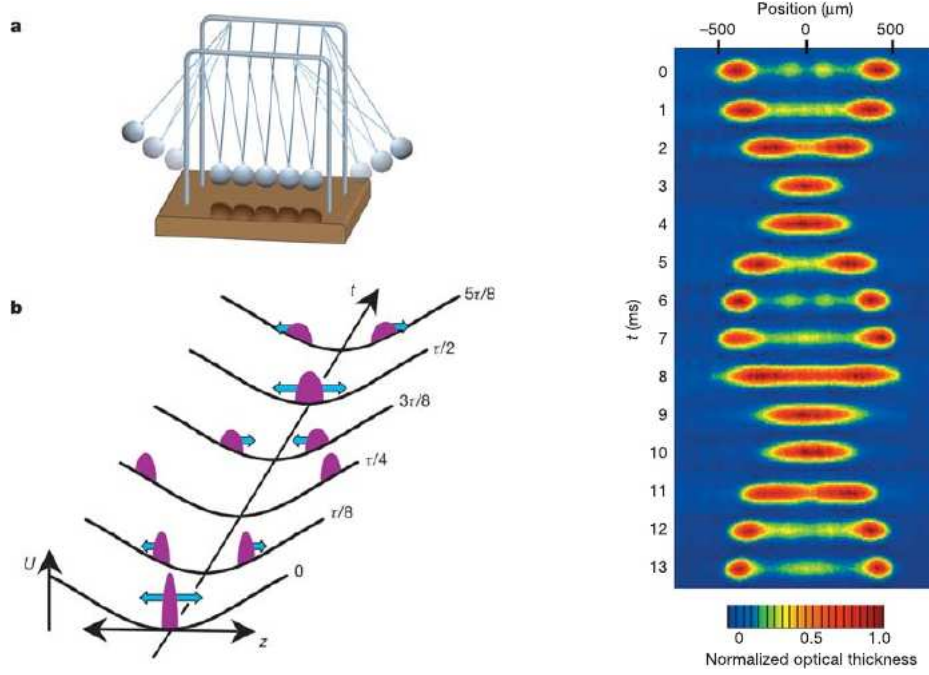 a
b
t
5τ/8
τ/2
3τ/8
τ/4
τ/8
0
U
z
Position (μm)
–500 0 500
0
1
2
3
4
5
6
7
8
9
10
11
12
13
t (ms)
0 0.5 1.0
Normalized optical thickness